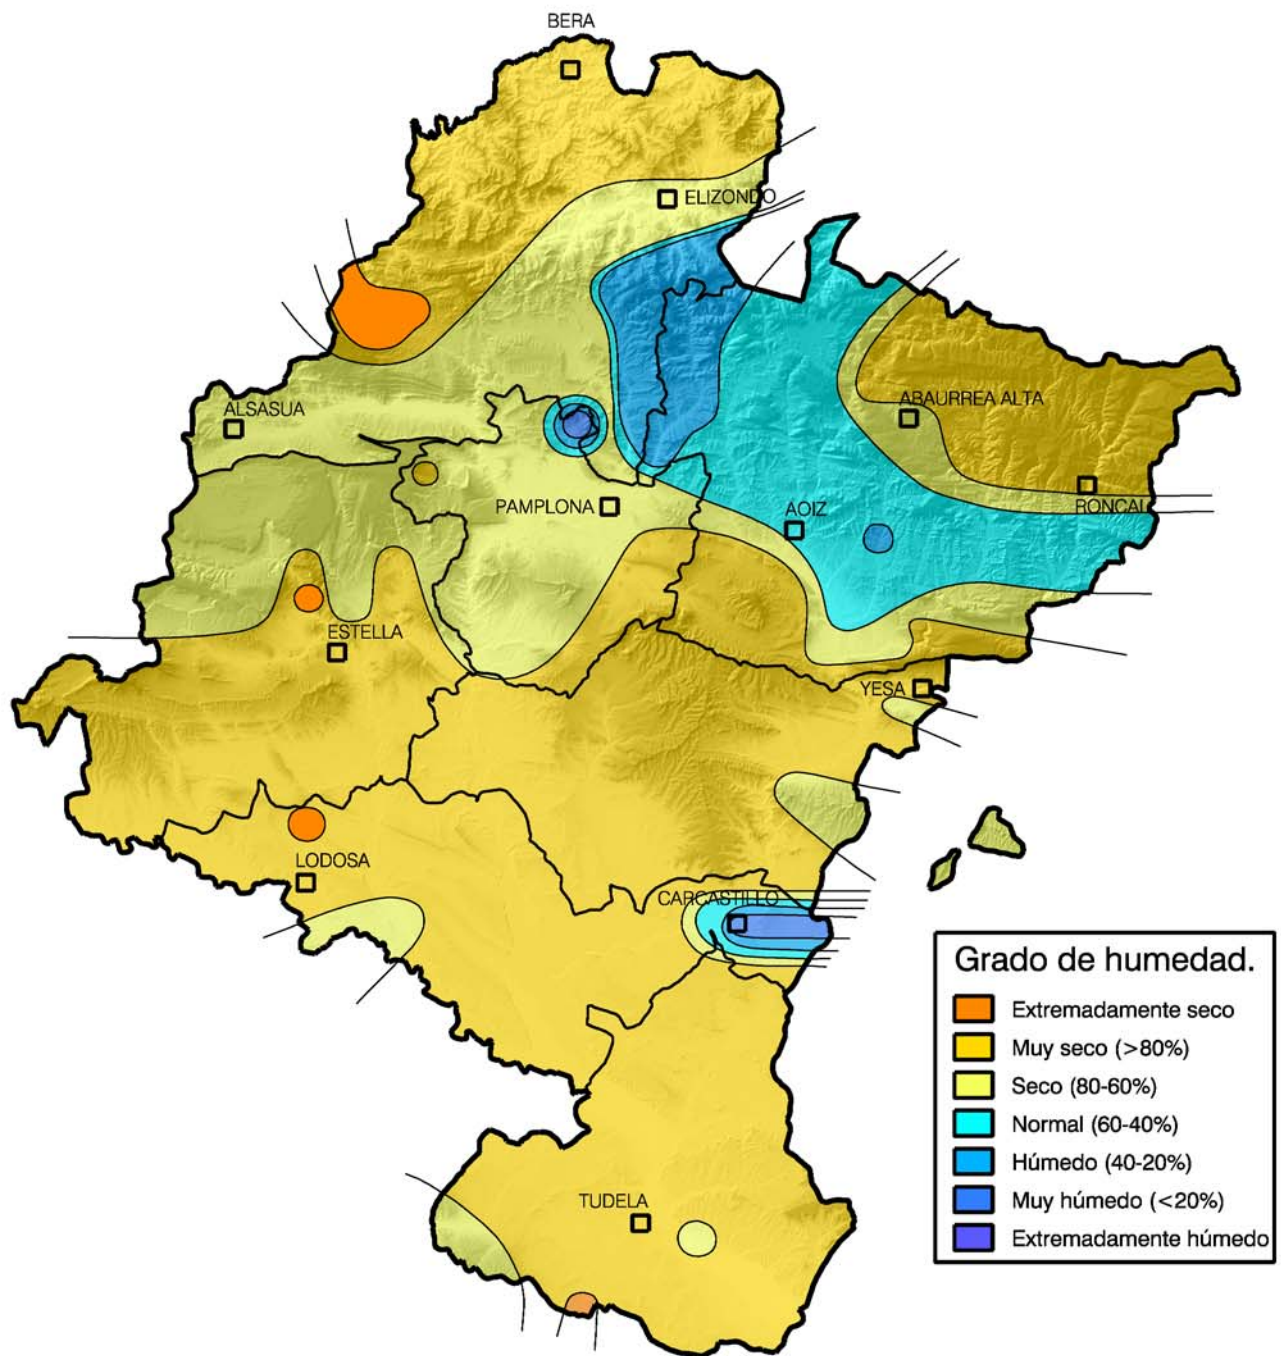 BERA
ELIZONDO
ALSASUA
ABAURREA ALTA
PAMPLONA
AOIZ
RONCAL
ESTELLA
YESA
LODOSA
CARCASTILLO
TUDELA
Grado de humedad.
Extremadamente seco
Muy seco (>80%)
Seco (80-60%)
Normal (60-40%)
Húmedo (40-20%)
Muy húmedo (<20%)
Extremadamente húmedo